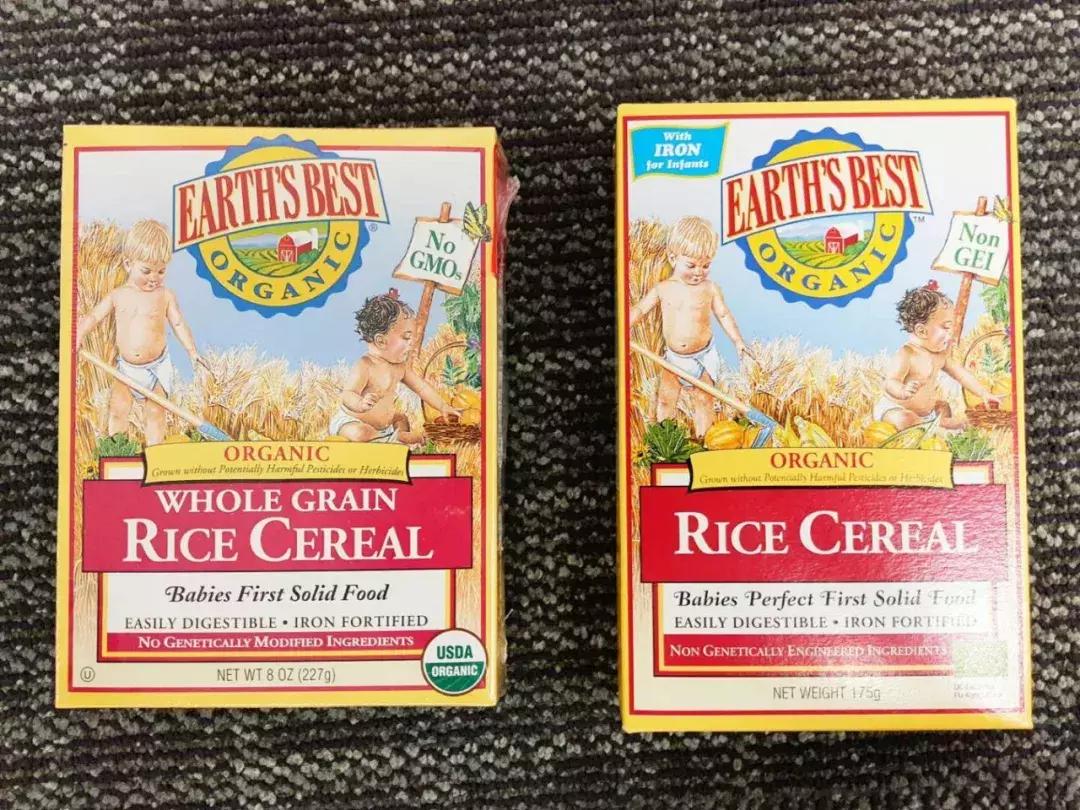 EARTH'S BEST
®
ORGANIC
No
GMOs
ORGANIC
Grown without Potentially Harmful Pesticides or Herbicides
WHOLE GRAIN
RICE CEREAL
Babies First Solid Food
EASILY DIGESTIBLE • IRON FORTIFIED
NO GENETICALLY MODIFIED INGREDIENTS
USDA
ORGANIC
U
NET WT 8 OZ (227g)
With
IRON
for Infants
EARTH'S BEST
TM
ORGANIC
Non
GEI
ORGANIC
Grown without Potentially Harmful Pesticides or Herbicides
RICE CEREAL
Babies Perfect First Solid Food
EASILY DIGESTIBLE • IRON FORTIFIED
NON GENETICALLY ENGINEERED INGREDIENTS
NET WEIGHT 175g